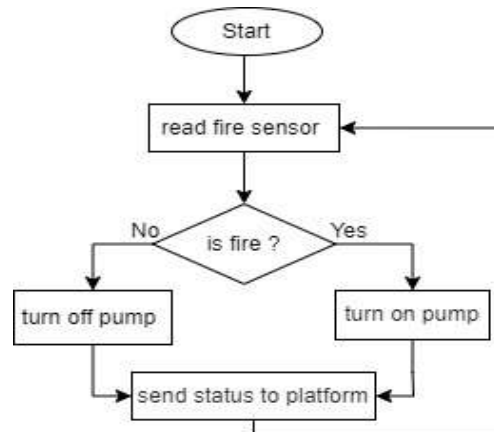 Start
read fire sensor
is fire ?
No
Yes
turn off pump
turn on pump
send status to platform